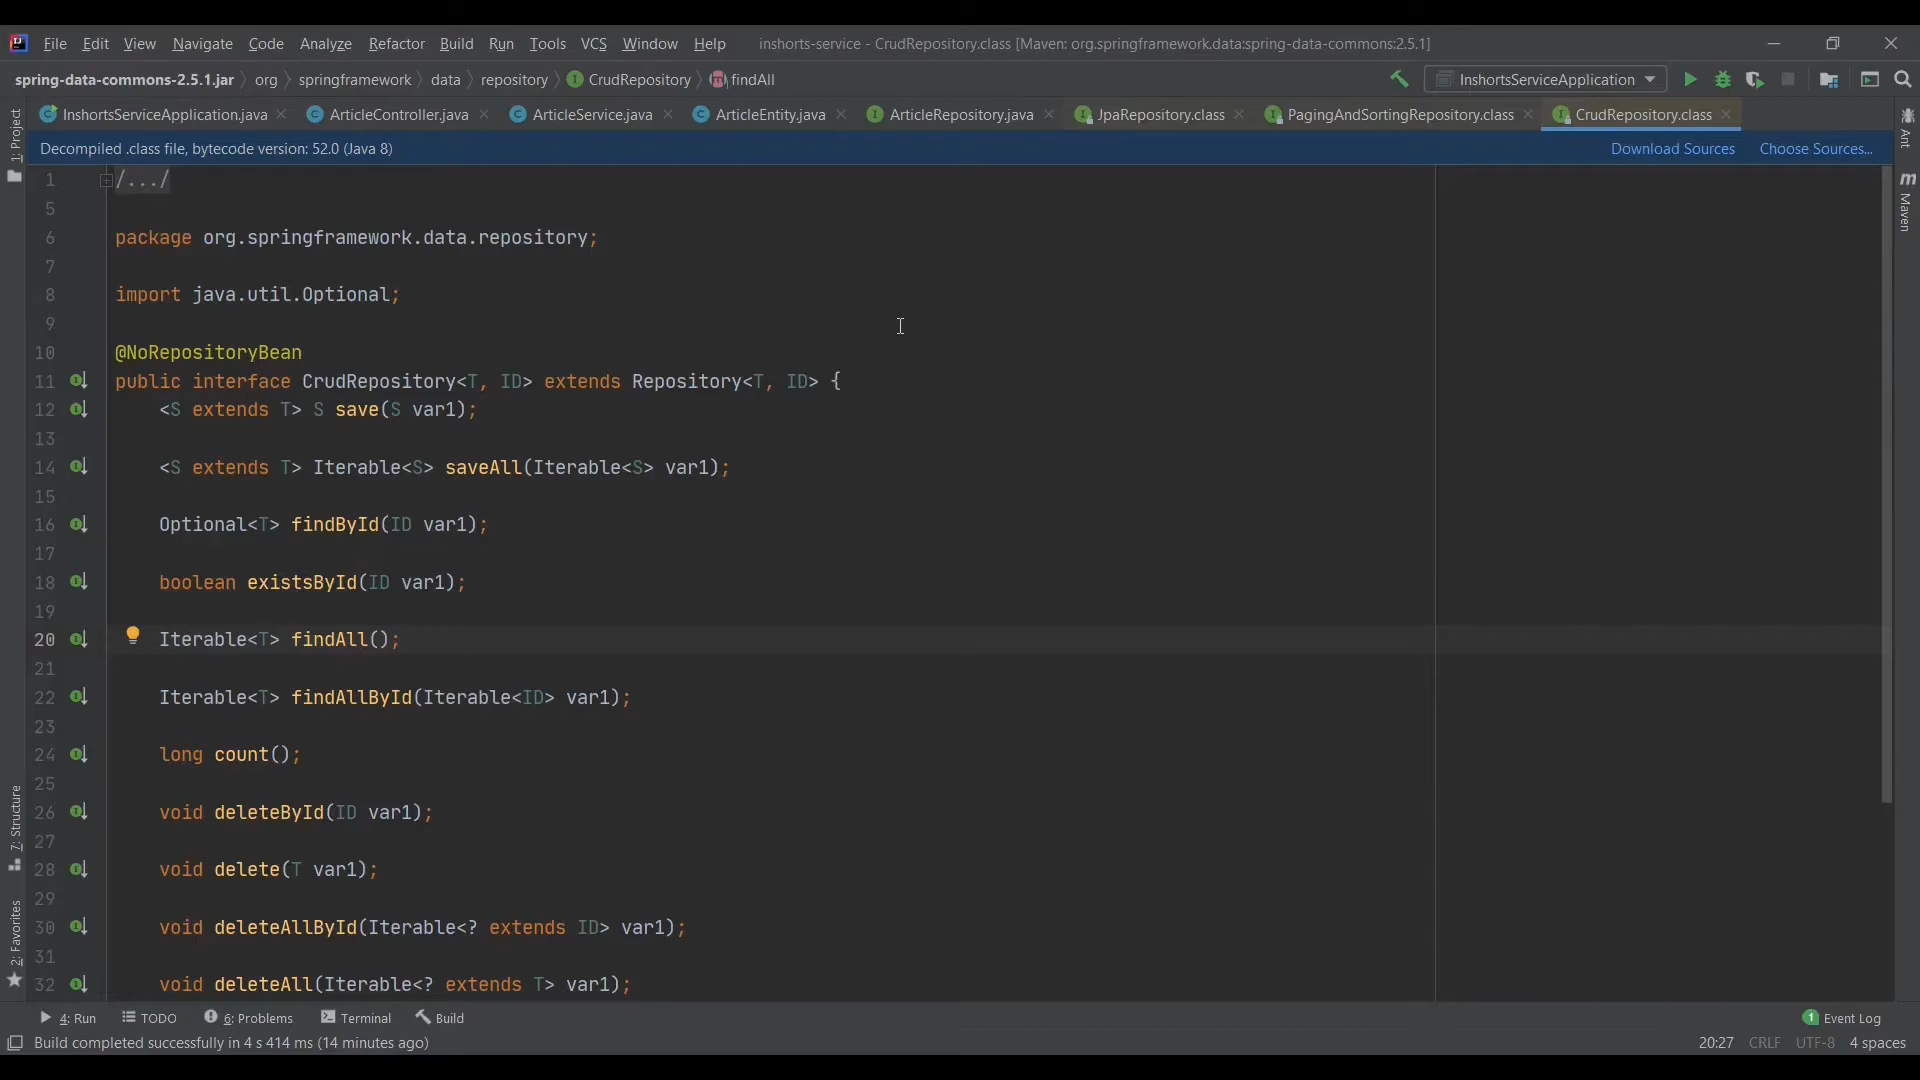 File Edit View Navigate Code Analyze Refactor Build Run Tools VCS Window Help inshorts-service - CrudRepository.class [Maven: org.springframework.data:spring-data-commons:2.5.1]
spring-data-commons-2.5.1.jar org springframework data repository I CrudRepository m findAll InshortsServiceApplication
InshortsServiceApplication.java ArticleController.java ArticleService.java ArticleEntity.java ArticleRepository.java JpaRepository.class PagingAndSortingRepository.class CrudRepository.class
Decompiled .class file, bytecode version: 52.0 (Java 8) Download Sources Choose Sources...
1: Project
7: Structure
2: Favorites
Ant
m Maven
1 /.../
5
6 package org.springframework.data.repository;
7
8 import java.util.Optional;
9
10 @NoRepositoryBean
11 public interface CrudRepository<T, ID> extends Repository<T, ID> {
12 <S extends T> S save(S var1);
13
14 <S extends T> Iterable<S> saveAll(Iterable<S> var1);
15
16 Optional<T> findById(ID var1);
17
18 boolean existsById(ID var1);
19
20 Iterable<T> findAll();
21
22 Iterable<T> findAllById(Iterable<ID> var1);
23
24 long count();
25
26 void deleteById(ID var1);
27
28 void delete(T var1);
29
30 void deleteAllById(Iterable<? extends ID> var1);
31
32 void deleteAll(Iterable<? extends T> var1);
4: Run TODO 6: Problems Terminal Build 1 Event Log
Build completed successfully in 4 s 414 ms (14 minutes ago) 20:27 CRLF UTF-8 4 spaces